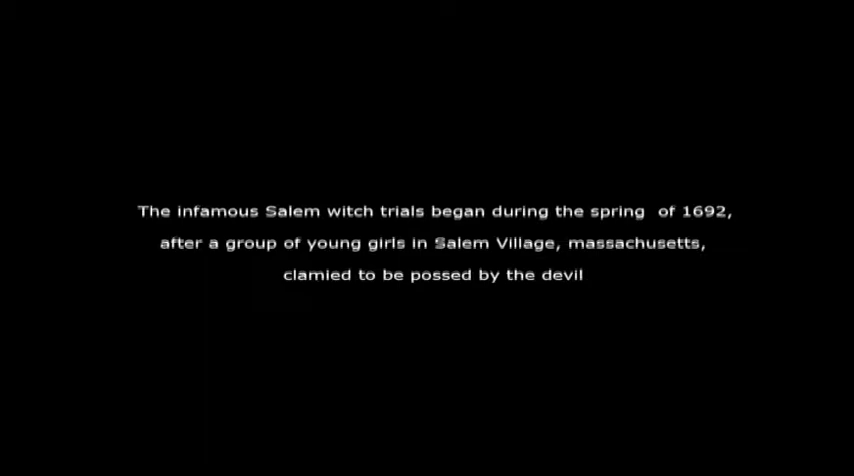 The infamous Salem witch trials began during the spring  of 1692,
after a group of young girls in Salem Village, massachusetts,
clamied to be possed by the devil